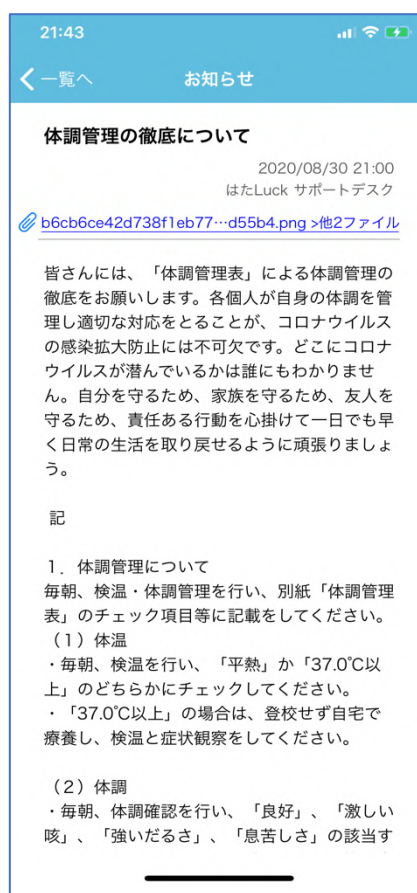 21:43
一覧へ
お知らせ
体調管理の徹底について
2020/08/30 21:00
はたLuck サポートデスク
b6cb6ce42d738f1eb77…d55b4.png >他2ファイル
皆さんには、「体調管理表」による体調管理の
徹底をお願いします。各個人が自身の体調を管
理し適切な対応をとることが、コロナウイルス
の感染拡大防止には不可欠です。どこにコロナ
ウイルスが潜んでいるかは誰にもわかりませ
ん。自分を守るため、家族を守るため、友人を
守るため、責任ある行動を心掛けて一日でも早
く日常の生活を取り戻せるように頑張りましょ
う。
記
1．体調管理について
毎朝、検温・体調管理を行い、別紙「体調管理
表」のチェック項目等に記載をしてください。
（1）体温
・毎朝、検温を行い、「平熱」か「37.0℃以
上」のどちらかにチェックしてください。
・「37.0℃以上」の場合は、登校せず自宅で
療養し、検温と症状観察をしてください。
（2）体調
・毎朝、体調確認を行い、「良好」、「激しい
咳」、「強いだるさ」、「息苦しさ」の該当す